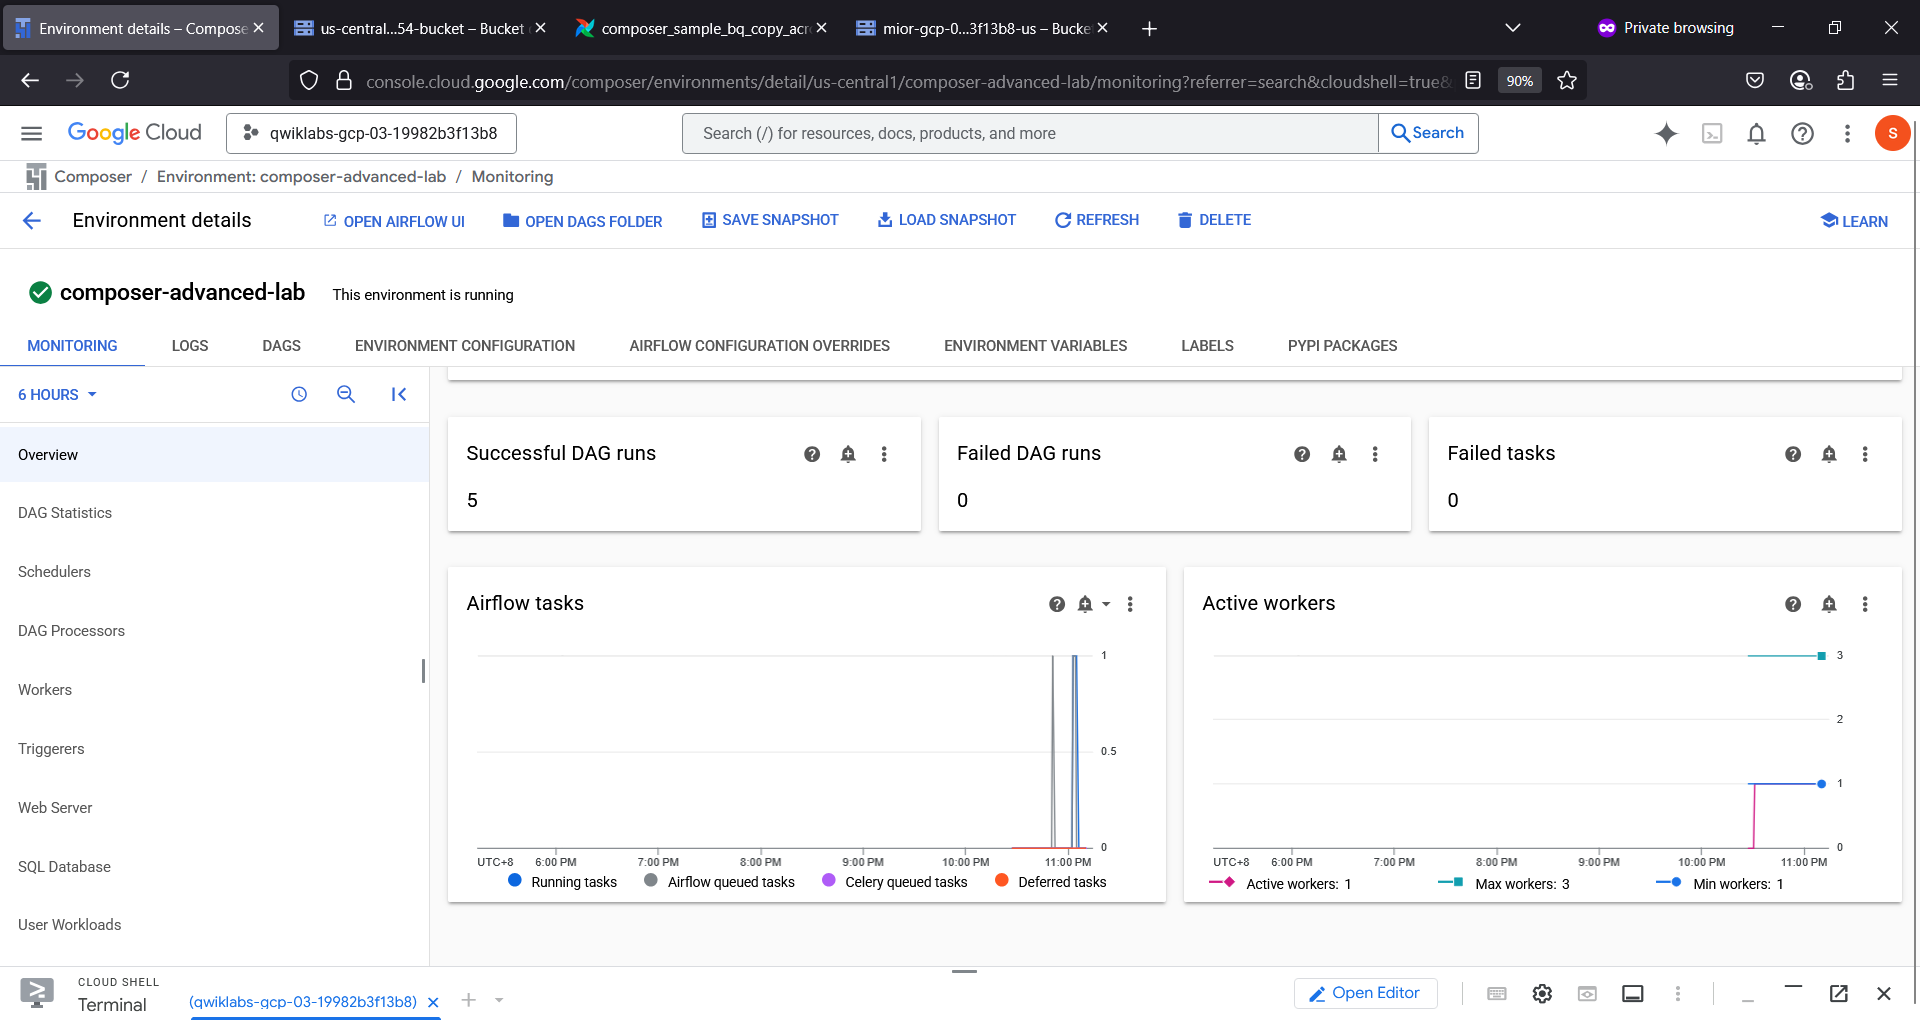 Environment details – Compose
us-central...54-bucket – Bucket
composer_sample_bq_copy_acr
mior-gcp-0...3f13b8-us – Bucke
Private browsing
console.cloud.google.com/composer/environments/detail/us-central1/composer-advanced-lab/monitoring?referrer=search&cloudshell=true&
90%
Google Cloud
qwiklabs-gcp-03-19982b3f13b8
Search (/) for resources, docs, products, and more
Search
S
Composer / Environment: composer-advanced-lab / Monitoring
Environment details
OPEN AIRFLOW UI
OPEN DAGS FOLDER
SAVE SNAPSHOT
LOAD SNAPSHOT
REFRESH
DELETE
LEARN
composer-advanced-lab
This environment is running
MONITORING
LOGS
DAGS
ENVIRONMENT CONFIGURATION
AIRFLOW CONFIGURATION OVERRIDES
ENVIRONMENT VARIABLES
LABELS
PYPI PACKAGES
6 HOURS
Overview
DAG Statistics
Schedulers
DAG Processors
Workers
Triggerers
Web Server
SQL Database
User Workloads
Successful DAG runs
5
Failed DAG runs
0
Failed tasks
0
Airflow tasks
1
0.5
0
UTC+8 6:00 PM 7:00 PM 8:00 PM 9:00 PM 10:00 PM 11:00 PM
Running tasks Airflow queued tasks Celery queued tasks Deferred tasks
Active workers
3
2
1
0
UTC+8 6:00 PM 7:00 PM 8:00 PM 9:00 PM 10:00 PM 11:00 PM
Active workers: 1 Max workers: 3 Min workers: 1
CLOUD SHELL
Terminal
(qwiklabs-gcp-03-19982b3f13b8)
Open Editor